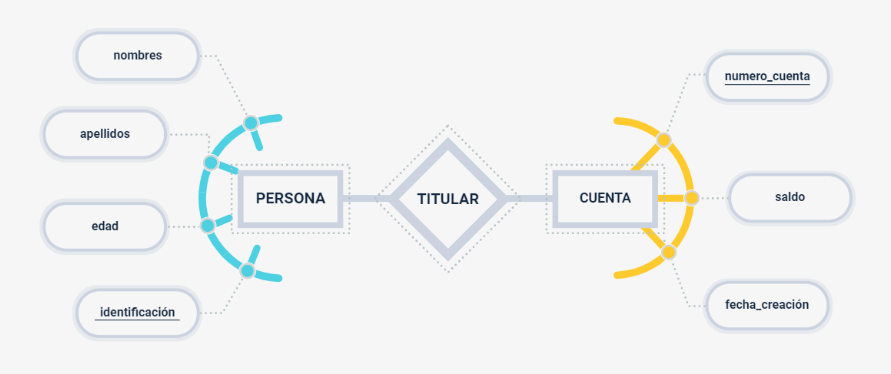 nombres
apellidos
edad
identificación
PERSONA
TITULAR
CUENTA
numero_cuenta
saldo
fecha_creación